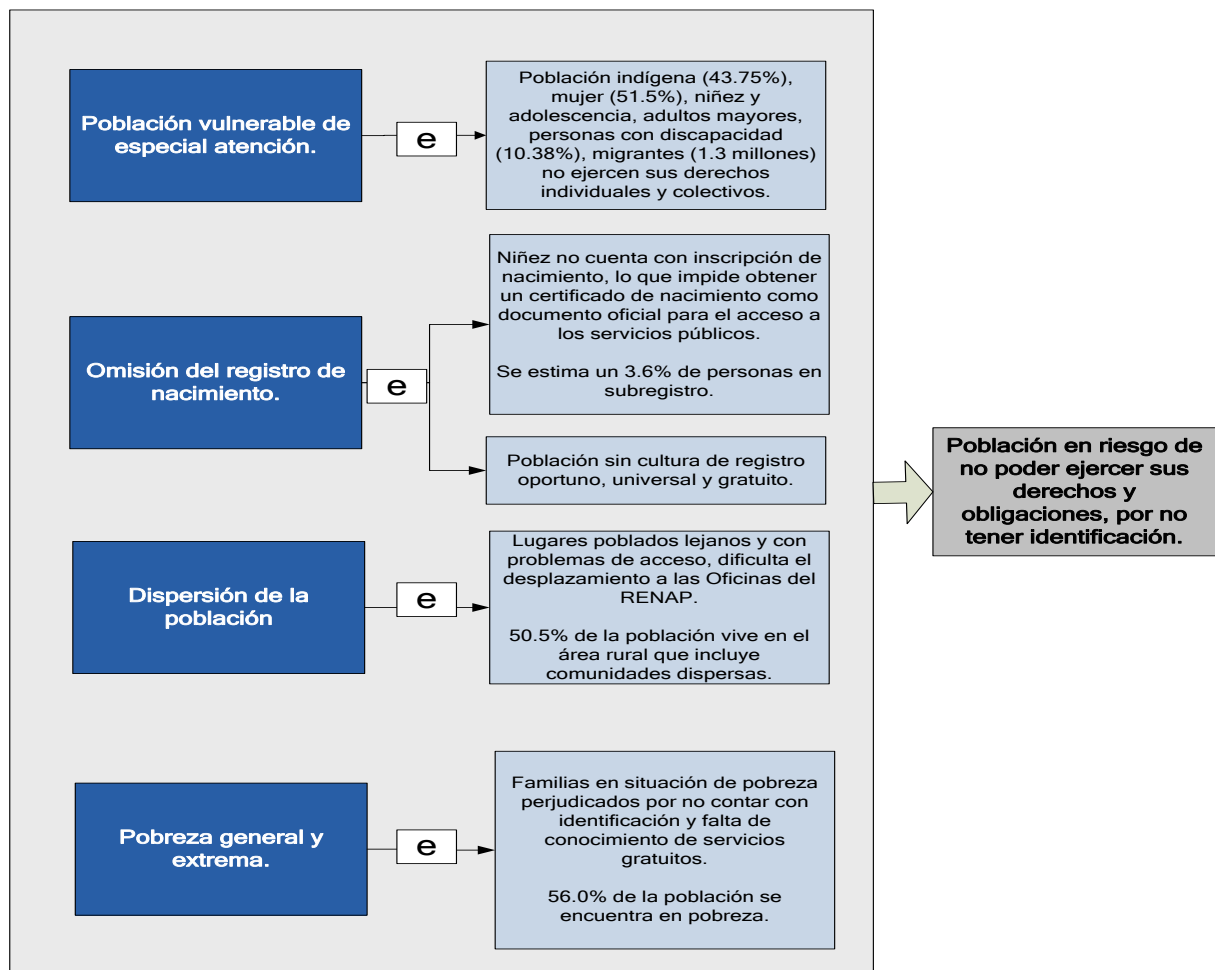 Población vulnerable de
especial atención.
e
Población indígena (43.75%),
mujer (51.5%), niñez y
adolescencia, adultos mayores,
personas con discapacidad
(10.38%), migrantes (1.3 millones)
no ejercen sus derechos
individuales y colectivos.
Omisión del registro de
nacimiento.
e
Niñez no cuenta con inscripción de
nacimiento, lo que impide obtener
un certificado de nacimiento como
documento oficial para el acceso a
los servicios públicos.
Se estima un 3.6% de personas en
subregistro.
Población sin cultura de registro
oportuno, universal y gratuito.
Dispersión de la
población
e
Lugares poblados lejanos y con
problemas de acceso, dificulta el
desplazamiento a las Oficinas del
RENAP.
50.5% de la población vive en el
área rural que incluye
comunidades dispersas.
Pobreza general y
extrema.
e
Familias en situación de pobreza
perjudicados por no contar con
identificación y falta de
conocimiento de servicios
gratuitos.
56.0% de la población se
encuentra en pobreza.
Población en riesgo de
no poder ejercer sus
derechos y
obligaciones, por no
tener identificación.